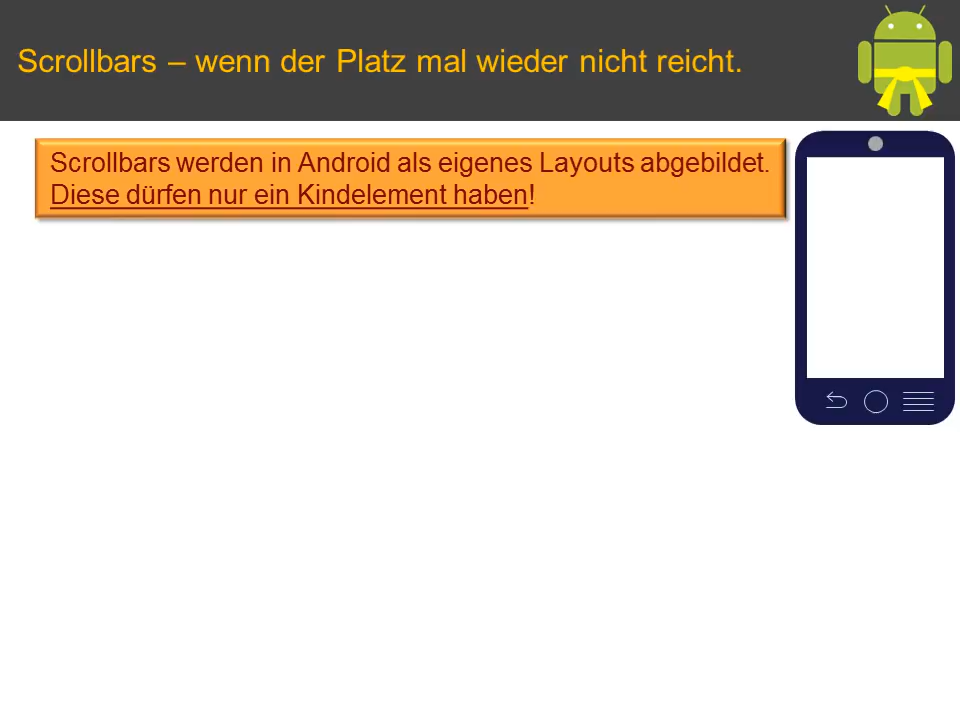 Scrollbars – wenn der Platz mal wieder nicht reicht.
Scrollbars werden in Android als eigenes Layouts abgebildet.
Diese dürfen nur ein Kindelement haben!